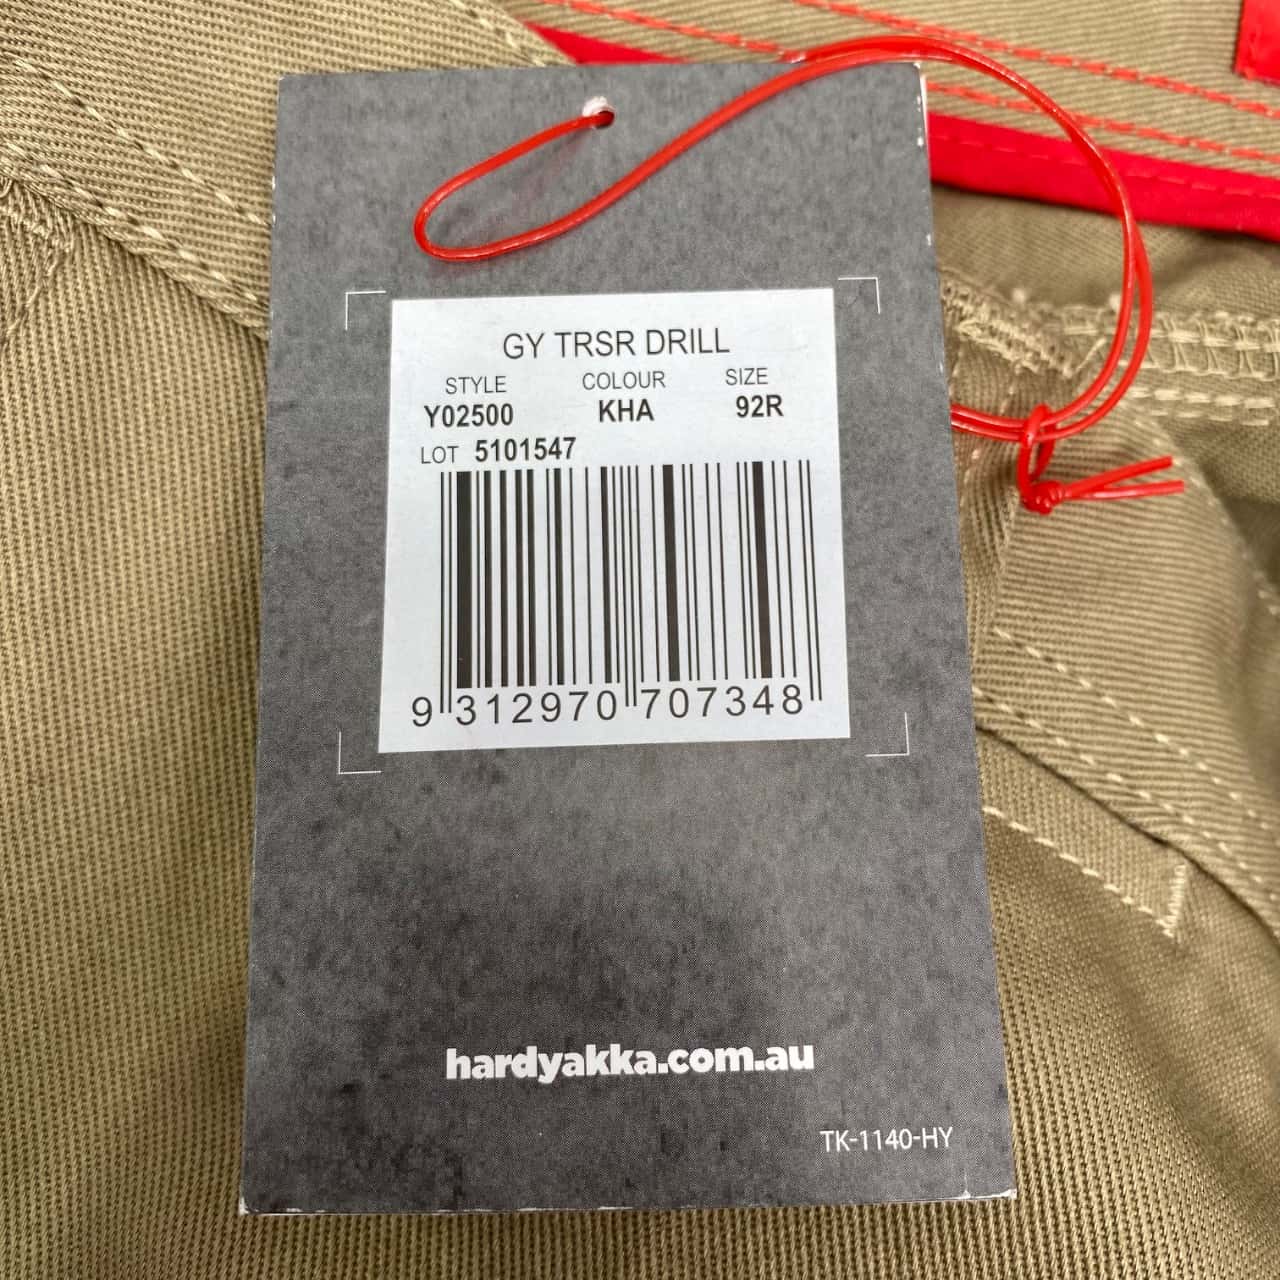 GY TRSR DRILL
STYLE COLOUR SIZE
Y02500 KHA 92R
LOT 5101547
9 312970 707348
hardyakka.com.au
TK-1140-HY